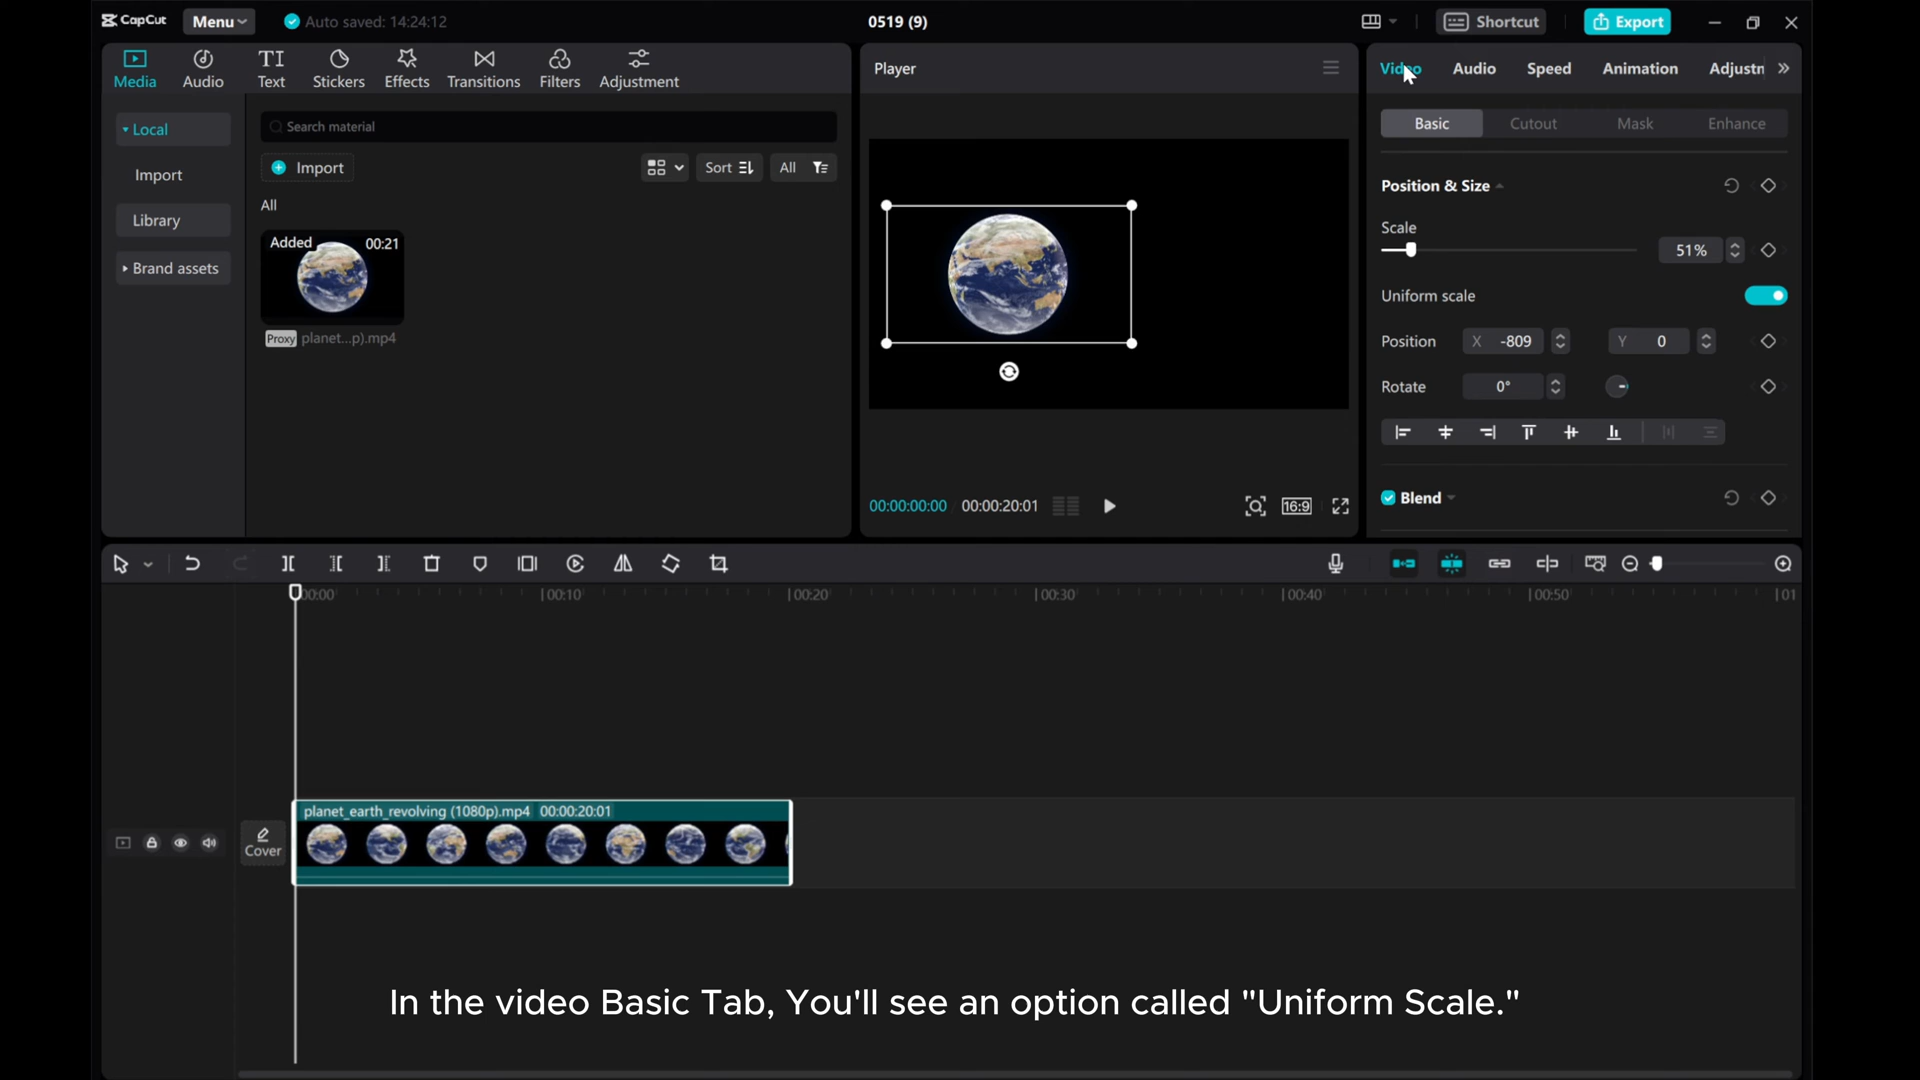 CapCut
Menu
Auto saved: 14:24:12
0519 (9)
Shortcut
Export
Media
Audio
Text
Stickers
Effects
Transitions
Filters
Adjustment
Local
Import
Library
Brand assets
Search material
Import
Sort
All
All
Added
00:21
Proxy
planet...p).mp4
Player
00:00:00:00
00:00:20:01
16:9
Video
Audio
Speed
Animation
Adjustn
Basic
Cutout
Mask
Enhance
Position & Size
Scale
51%
Uniform scale
Position X -809 Y 0
Rotate 0°
Blend
00:00
00:10
00:20
00:30
00:40
00:50
01
Cover
planet_earth_revolving (1080p).mp4 00:00:20:01
In the video Basic Tab, You'll see an option called "Uniform Scale."